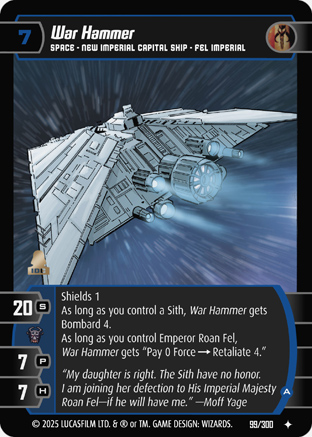 7
War Hammer
SPACE - NEW IMPERIAL CAPITAL SHIP - FEL IMPERIAL
20 S
7 P
7 H
Shields 1
As long as you control a Sith, War Hammer gets
Bombard 4.
As long as you control Emperor Roan Fel,
War Hammer gets "Pay 0 Force → Retaliate 4."
"My daughter is right. The Sith have no honor.
I am joining her defection to His Imperial Majesty
Roan Fel—if he will have me." —Moff Yage
A
© 2025 LUCASFILM LTD. & ® or TM. GAME DESIGN: WIZARDS.
99/300